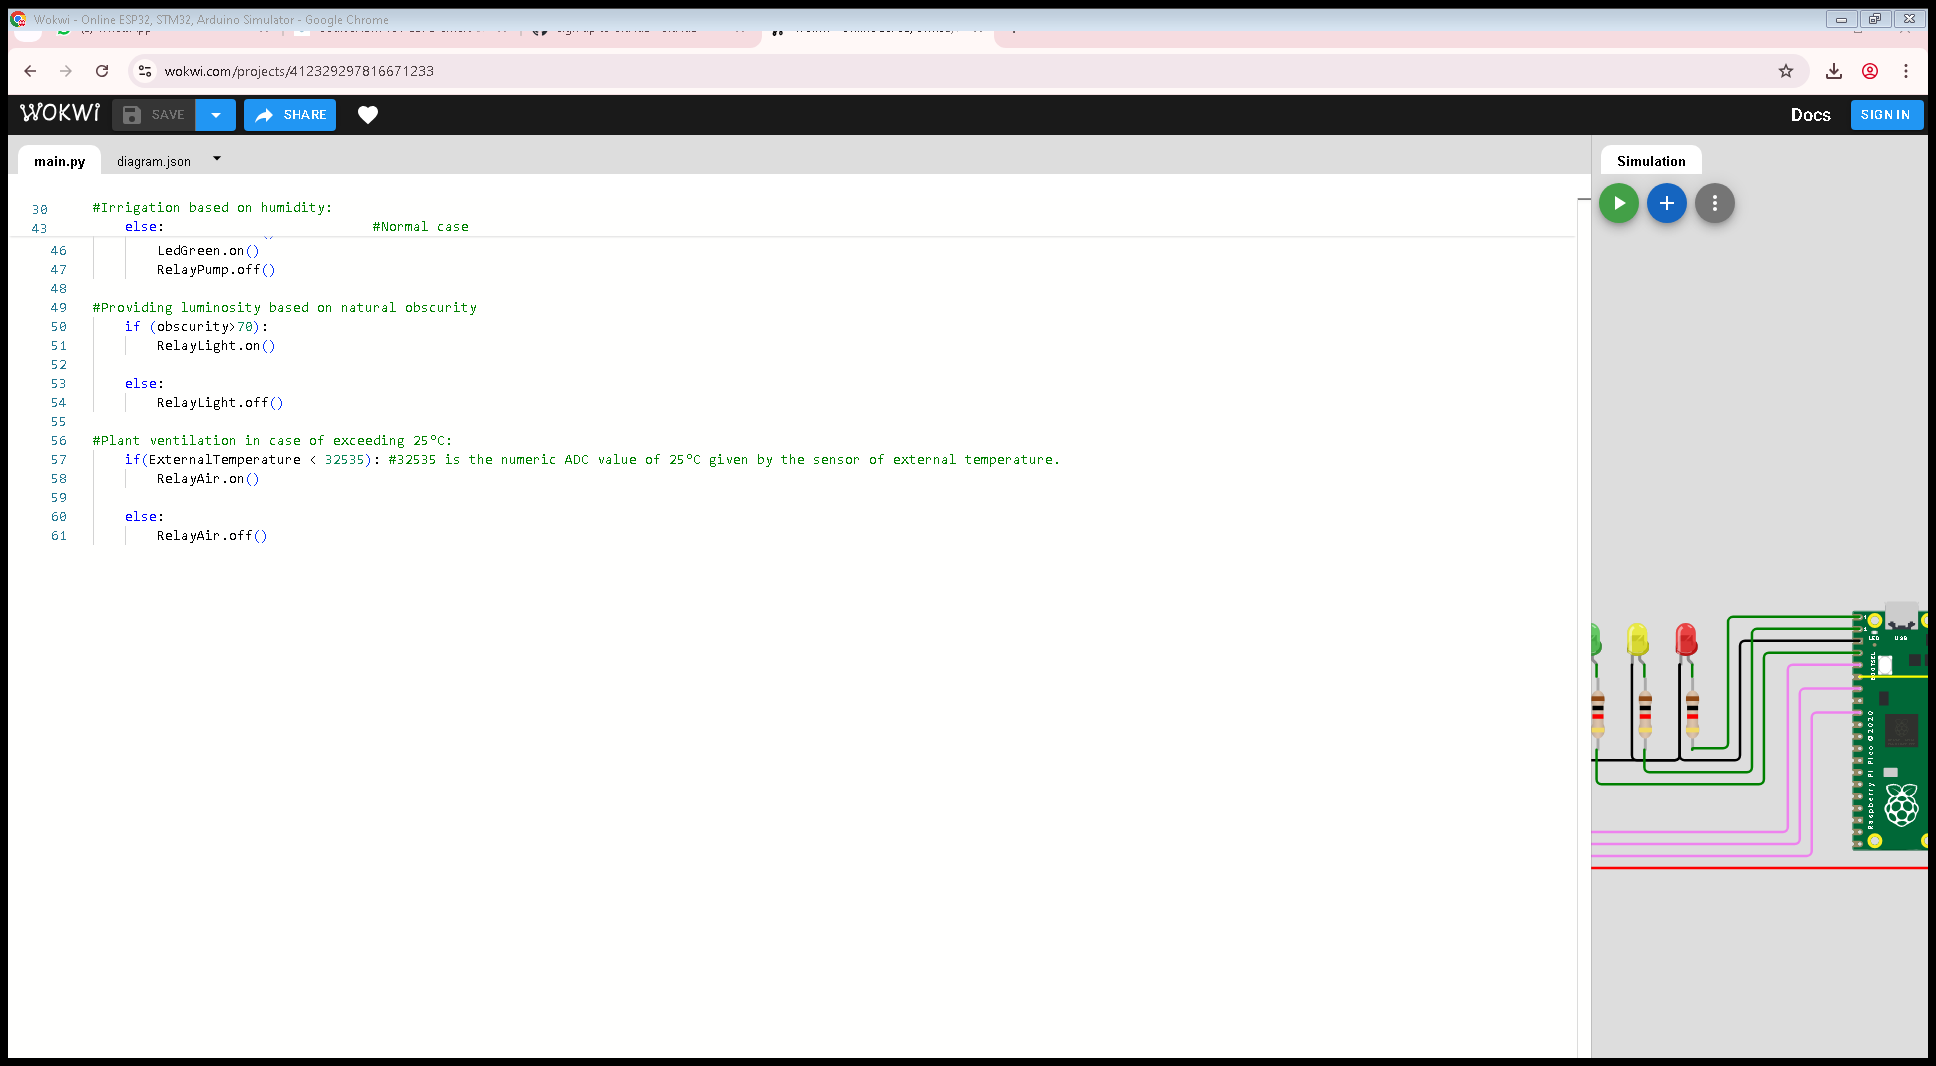 Wokwi - Online ESP32, STM32, Arduino Simulator - Google Chrome
wokwi.com/projects/412329297816671233
WOKWI
SAVE
SHARE
Docs
SIGN IN
main.py
diagram.json
Simulation
30 #Irrigation based on humidity:
43 else: #Normal case
46 LedGreen.on()
47 RelayPump.off()
48
49 #Providing luminosity based on natural obscurity
50 if (obscurity>70):
51 RelayLight.on()
52
53 else:
54 RelayLight.off()
55
56 #Plant ventilation in case of exceeding 25°C:
57 if(ExternalTemperature < 32535): #32535 is the numeric ADC value of 25°C given by the sensor of external temperature.
58 RelayAir.on()
59
60 else:
61 RelayAir.off()
LED
USB
BOOTSEL
Raspberry Pi Pico ©2020